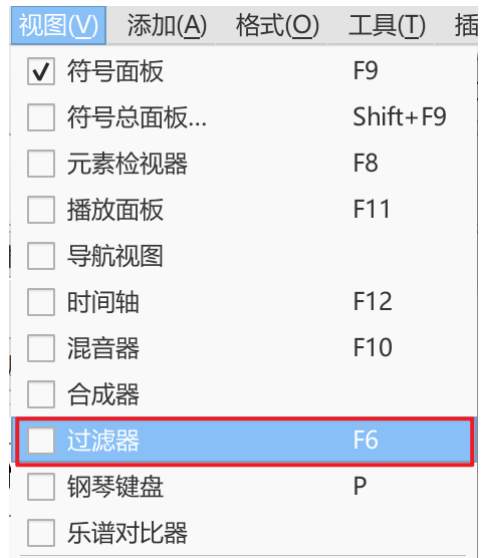 视图(V) 添加(A) 格式(O) 工具(T) 插
符号面板 F9
符号总面板... Shift+F9
元素检视器 F8
播放面板 F11
导航视图
时间轴 F12
混音器 F10
合成器
过滤器 F6
钢琴键盘 P
乐谱对比器